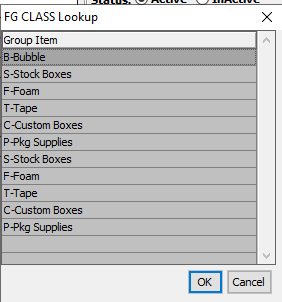 Status: Active InActive
FG CLASS Lookup
Group Item
B-Bubble
S-Stock Boxes
F-Foam
T-Tape
C-Custom Boxes
P-Pkg Supplies
S-Stock Boxes
F-Foam
T-Tape
C-Custom Boxes
P-Pkg Supplies
OK Cancel